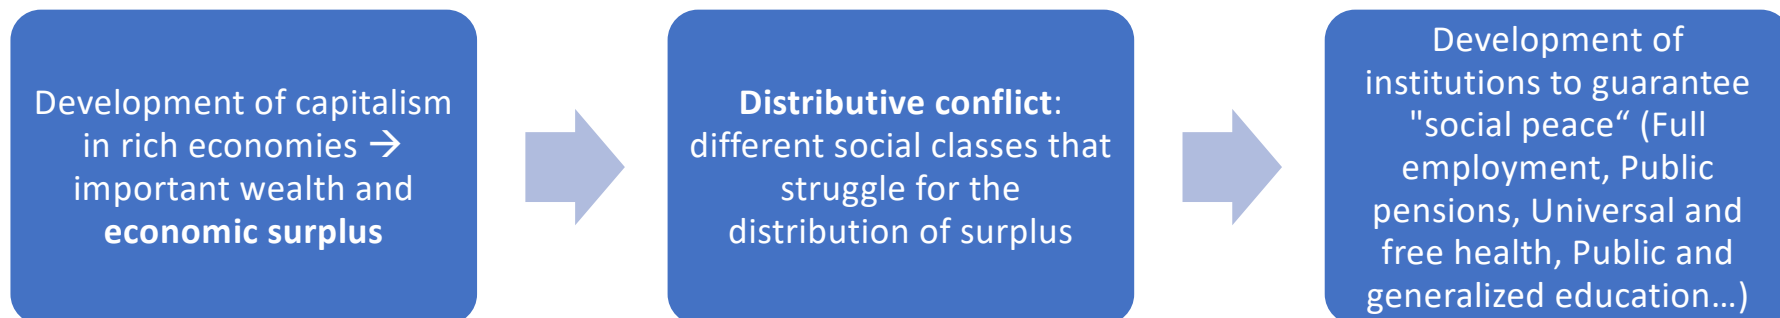 Development of capitalism
in rich economies →
important wealth and
economic surplus
Distributive conflict:
different social classes that
struggle for the
distribution of surplus
Development of
institutions to guarantee
"social peace“ (Full
employment, Public
pensions, Universal and
free health, Public and
generalized education…)